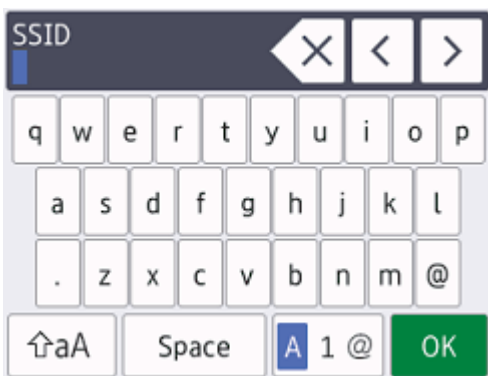 SSID
q w e r t y u i o p
a s d f g h j k l
. z x c v b n m @
aA Space A 1 @ OK